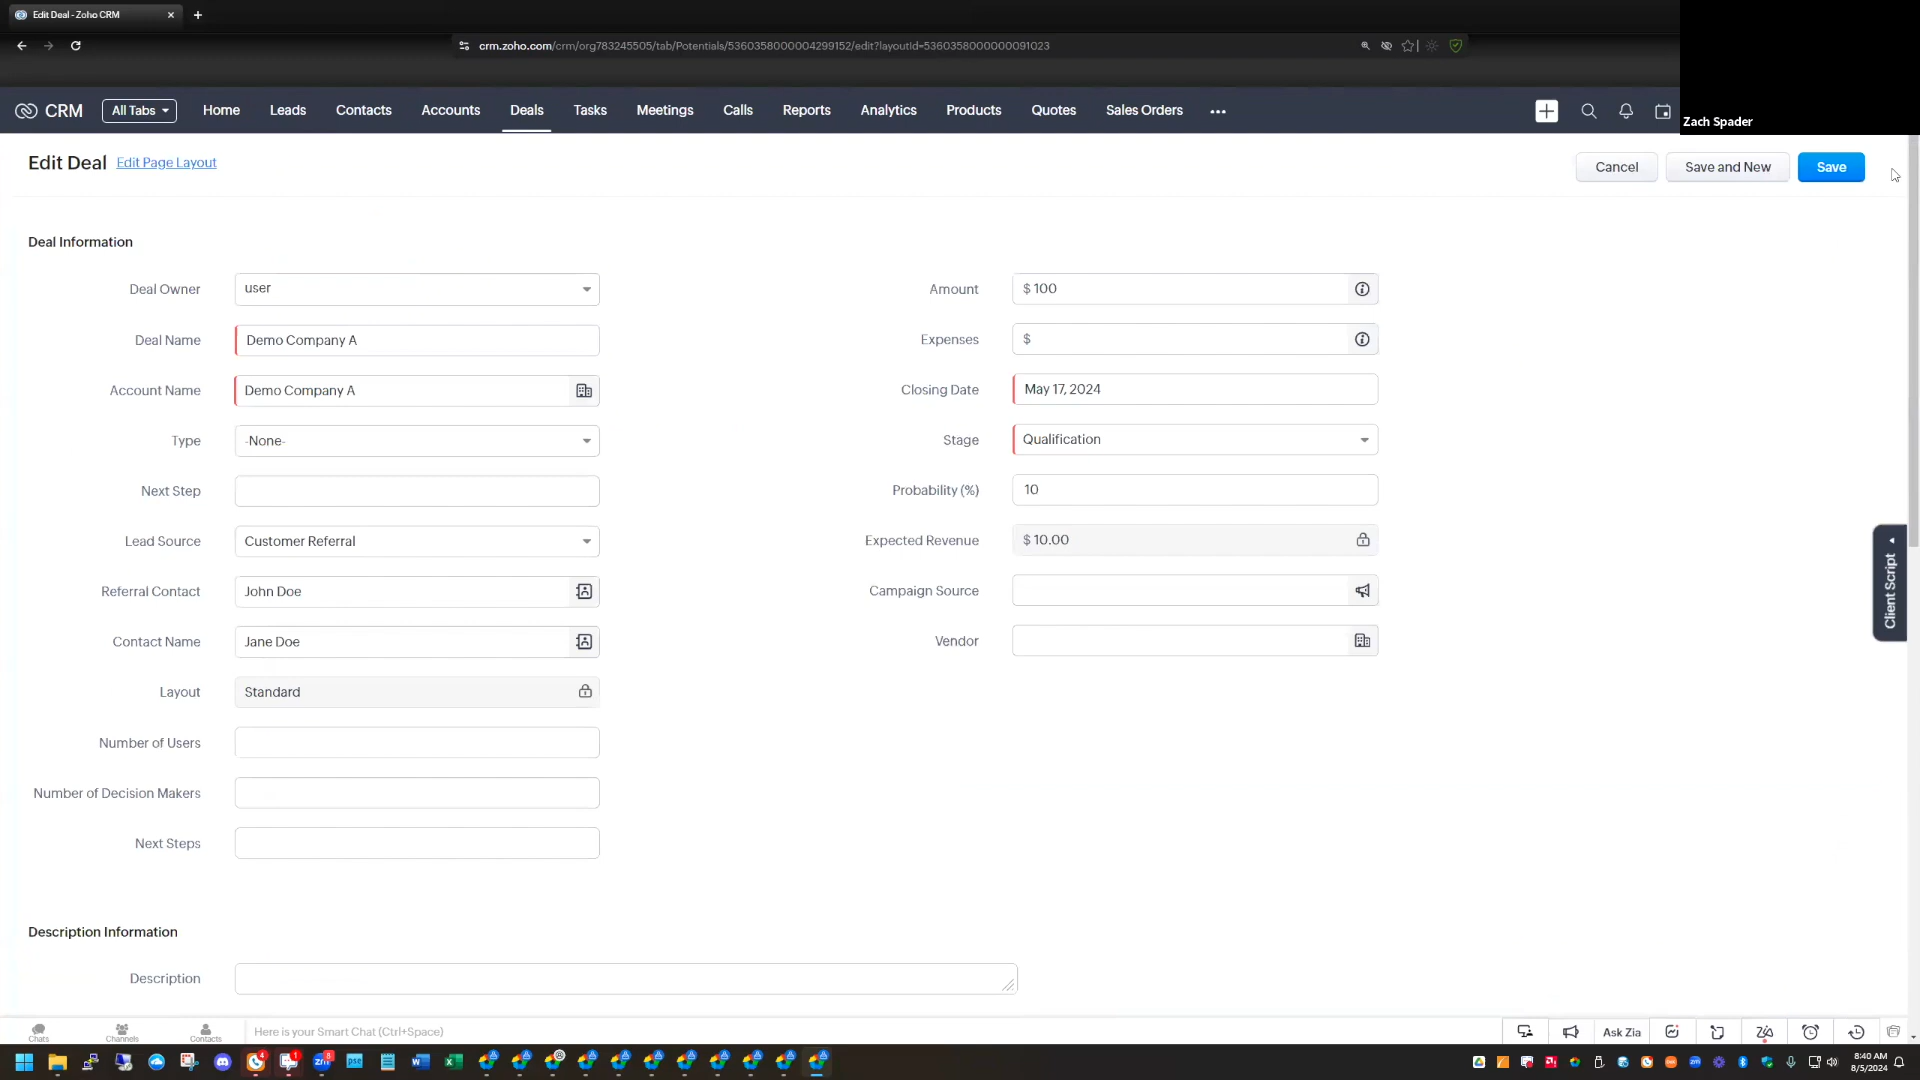 Edit Deal - Zoho CRM
crm.zoho.com/crm/org783245505/tab/Potentials/5360358000004299152/edit?layoutId=5360358000000091023
CRM All Tabs Home Leads Contacts Accounts Deals Tasks Meetings Calls Reports Analytics Products Quotes Sales Orders
Zach Spader
Edit Deal Edit Page Layout Cancel Save and New Save
Deal Information
Deal Owner user
Amount $ 100
Deal Name Demo Company A
Expenses $
Account Name Demo Company A
Closing Date May 17, 2024
Type -None-
Stage Qualification
Next Step
Probability (%) 10
Lead Source Customer Referral
Expected Revenue $ 10.00
Referral Contact John Doe
Campaign Source
Contact Name Jane Doe
Vendor
Client Script
Layout Standard
Number of Users
Number of Decision Makers
Next Steps
Description Information
Description
Chats Channels Contacts Here is your Smart Chat (Ctrl+Space) Ask Zia
8:40 AM
8/5/2024